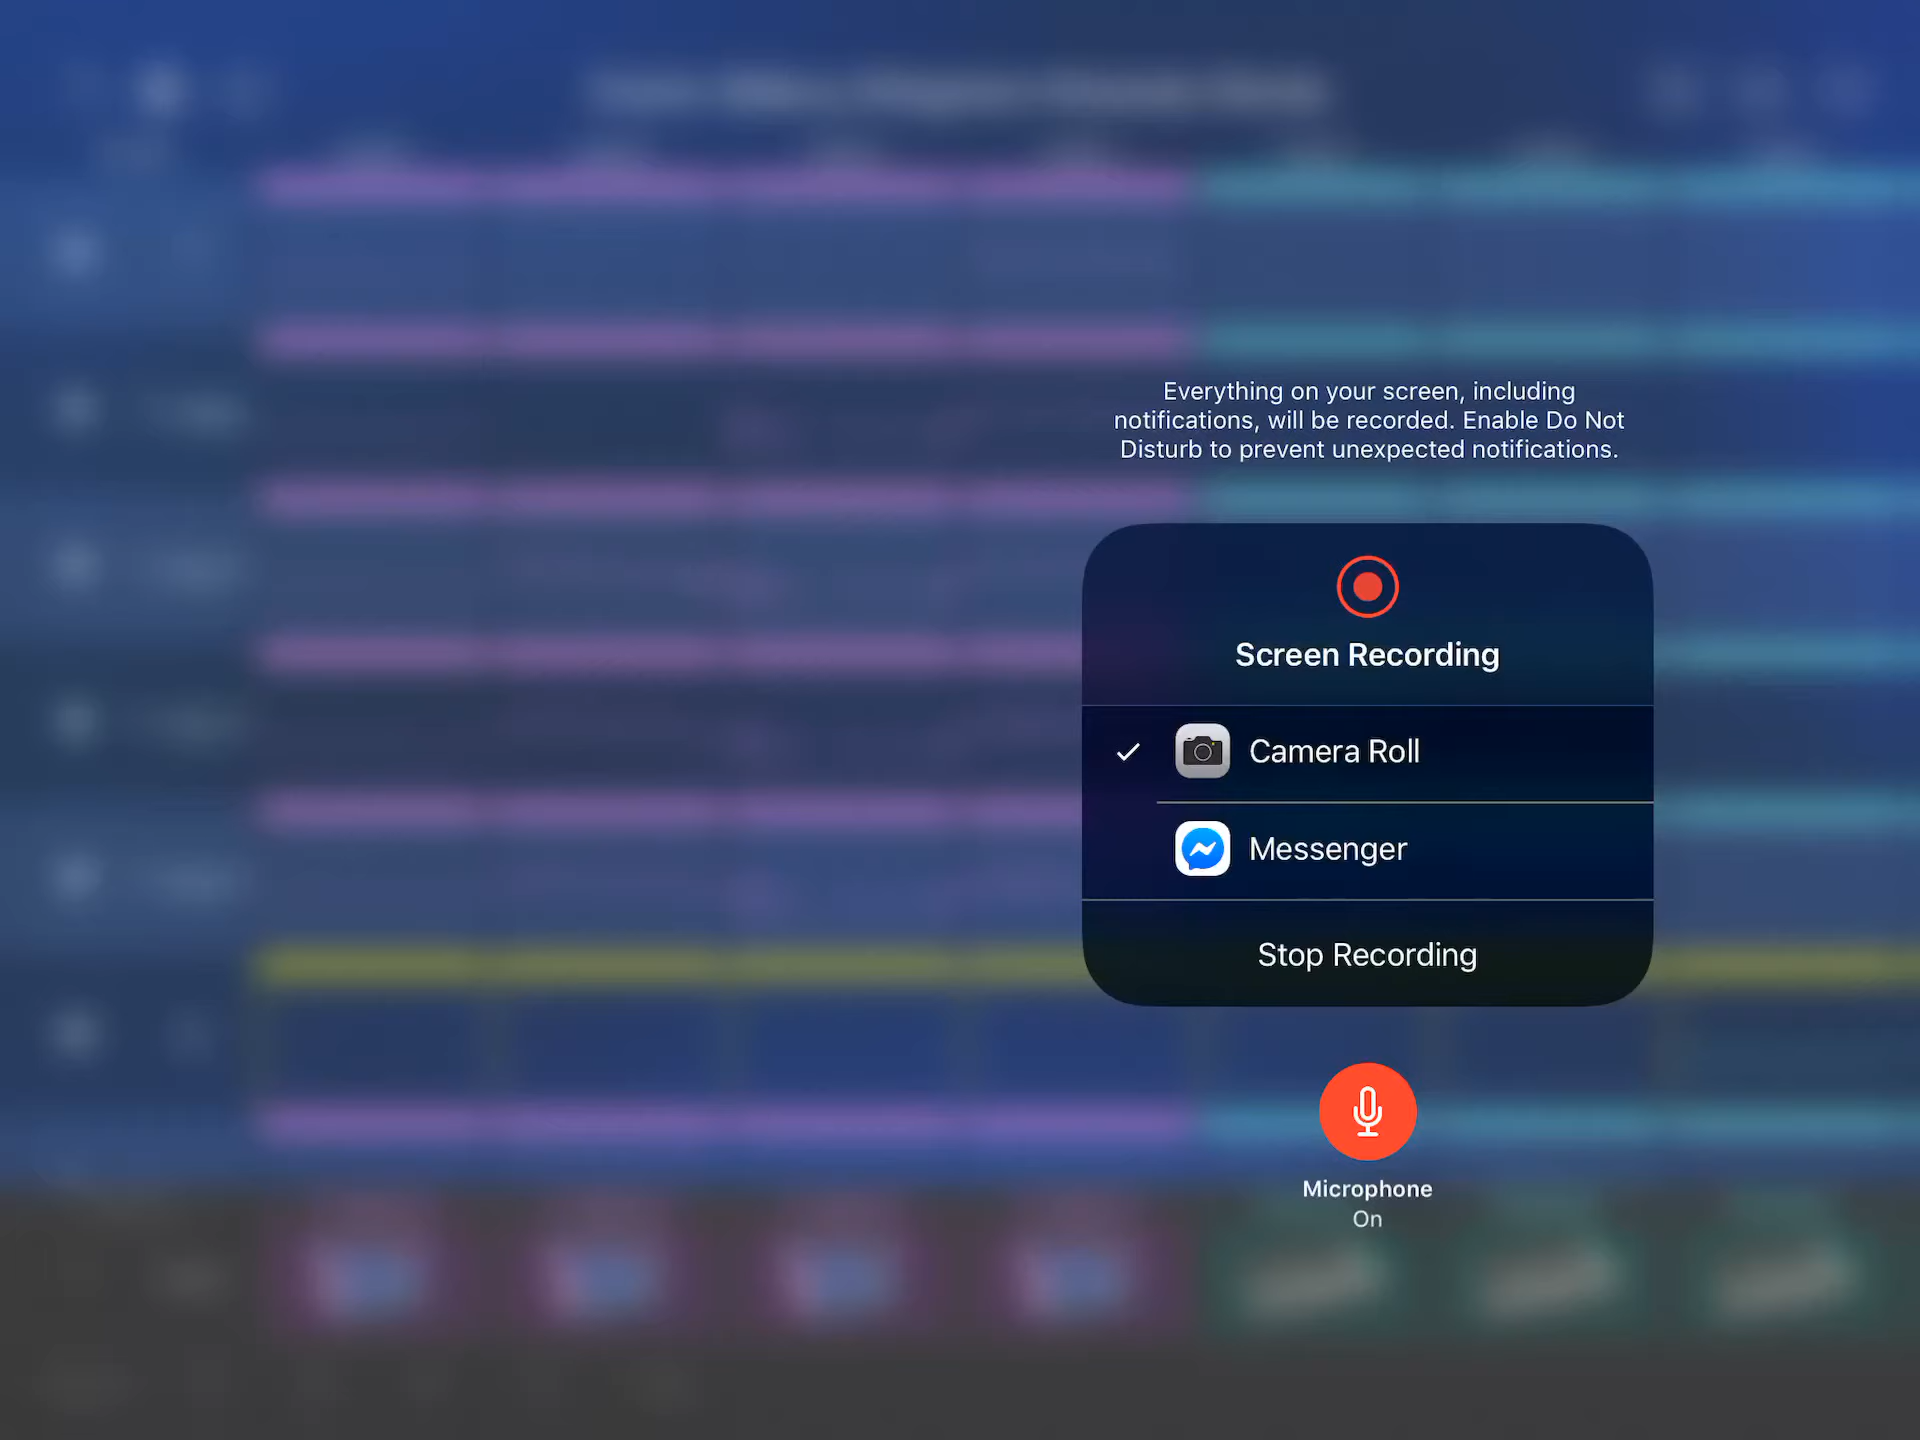 Everything on your screen, including
notifications, will be recorded. Enable Do Not
Disturb to prevent unexpected notifications.
Screen Recording
Camera Roll
Messenger
Stop Recording
Microphone
On